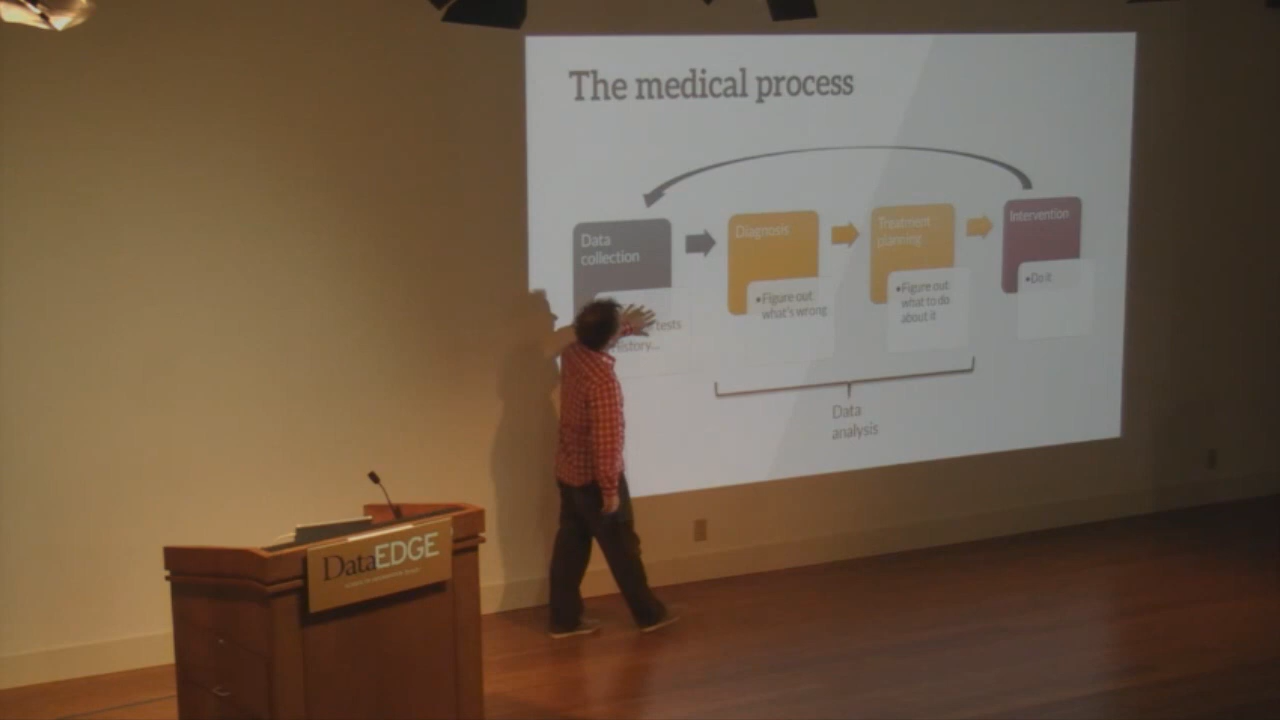 The medical process
Data
collection
tests
History...
Diagnosis
•Figure out
what's wrong
Treatment
planning
•Figure out
what to do
about it
Intervention
•Do it
Data
analysis
DataEDGE